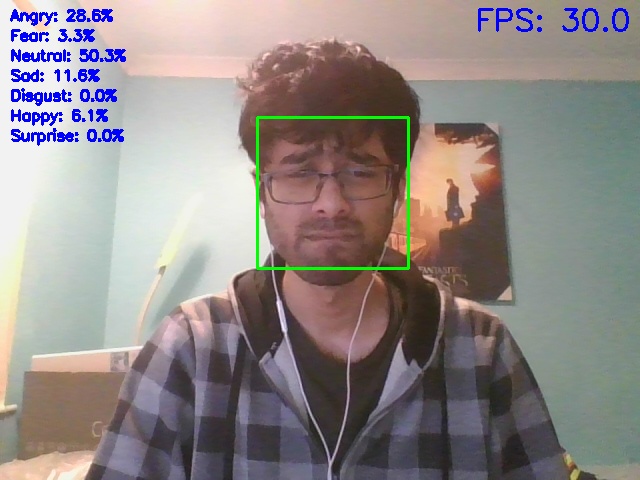 Angry: 28.6%
Fear: 3.3%
Neutral: 50.3%
Sad: 11.6%
Disgust: 0.0%
Happy: 6.1%
Surprise: 0.0%
FPS: 30.0
FANTASTIC